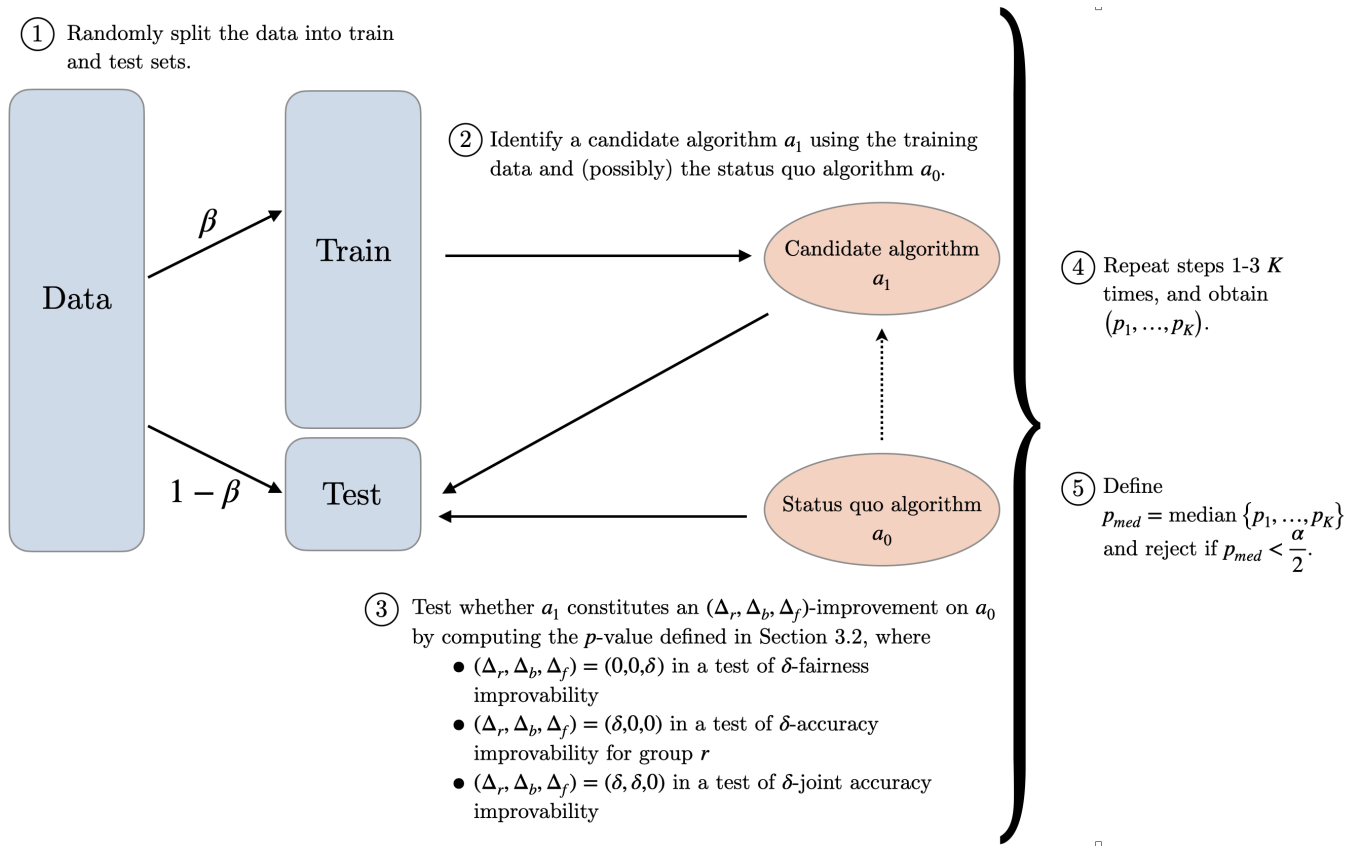 ① Randomly split the data into train
and test sets.
Data
β
1 − β
Train
Test
② Identify a candidate algorithm a₁ using the training
data and (possibly) the status quo algorithm a₀.
Candidate algorithm
a₁
Status quo algorithm
a₀
③ Test whether a₁ constitutes an (Δᵣ, Δ_b, Δ_f)-improvement on a₀
by computing the p-value defined in Section 3.2, where
• (Δᵣ, Δ_b, Δ_f) = (0,0,δ) in a test of δ-fairness
improvability
• (Δᵣ, Δ_b, Δ_f) = (δ,0,0) in a test of δ-accuracy
improvability for group r
• (Δᵣ, Δ_b, Δ_f) = (δ, δ,0) in a test of δ-joint accuracy
improvability
④ Repeat steps 1-3 K
times, and obtain
(p₁, …, p_K).
⑤ Define
p_med = median {p₁, …, p_K}
and reject if p_med < α/2.